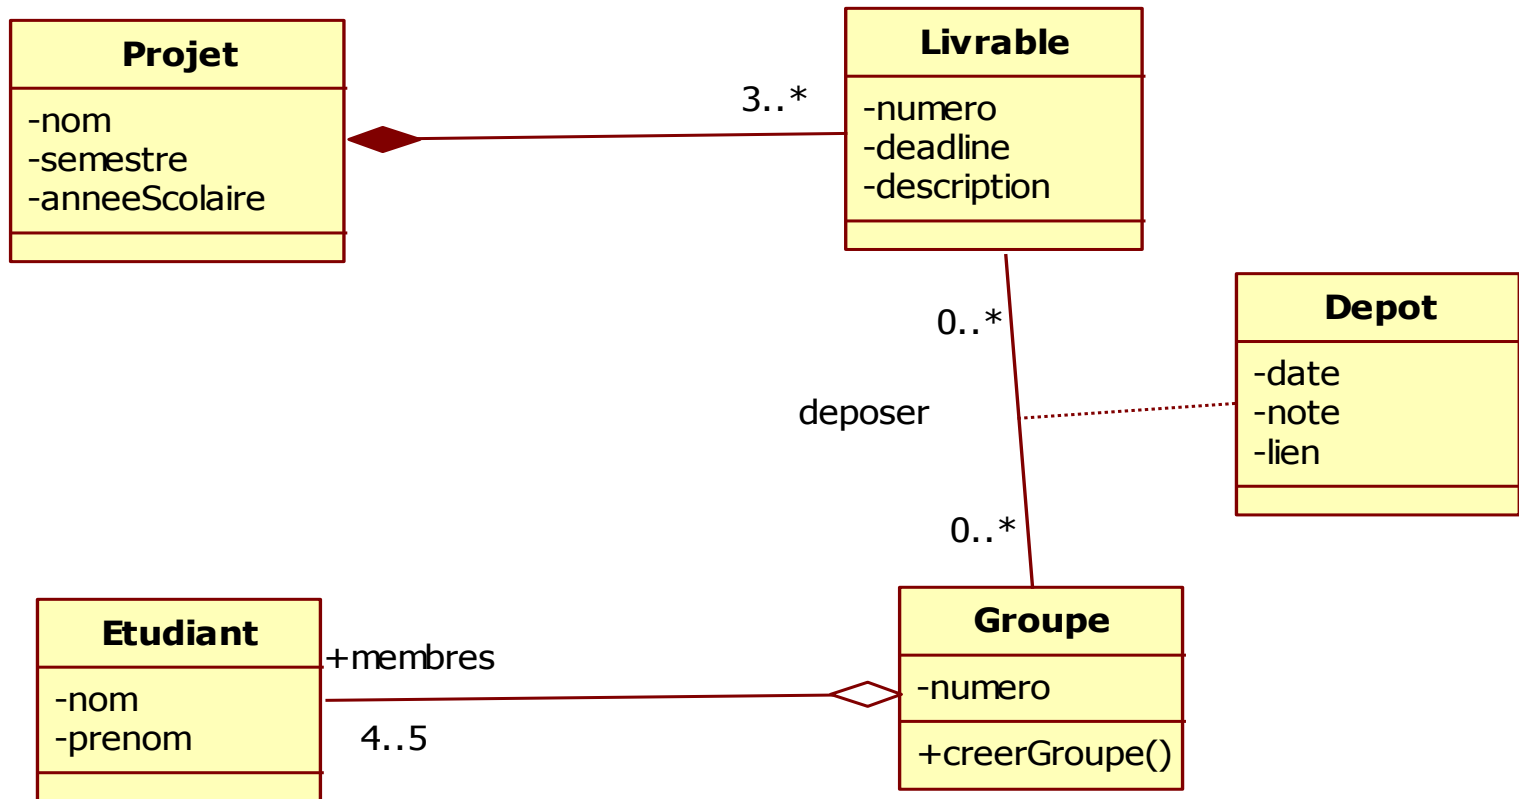 Projet
-nom
-semestre
-anneeScolaire
3..*
Livrable
-numero
-deadline
-description
0..*
deposer
0..*
Depot
-date
-note
-lien
Etudiant
-nom
-prenom
+membres
4..5
Groupe
-numero
+creerGroupe()